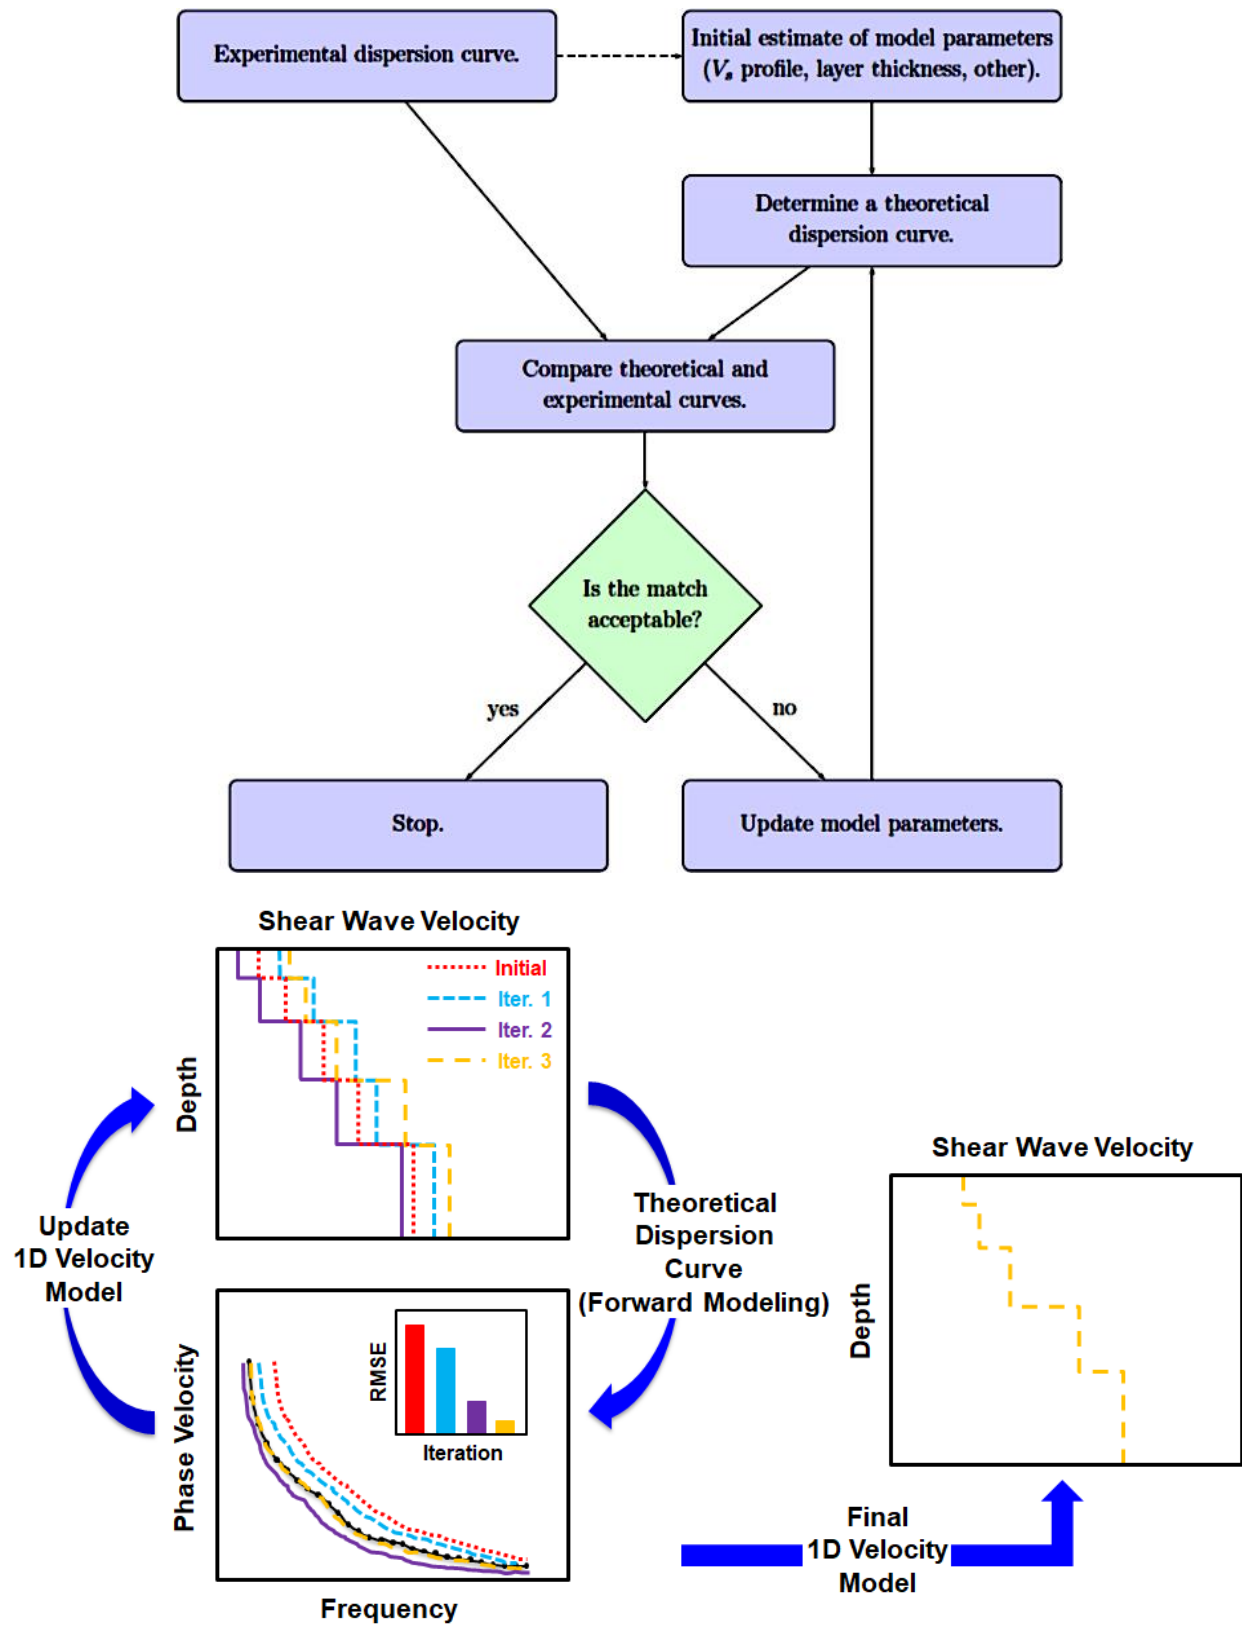 Experimental dispersion curve.
Initial estimate of model parameters
(Vs profile, layer thickness, other).
Determine a theoretical
dispersion curve.
Compare theoretical and
experimental curves.
Is the match
acceptable?
yes
no
Stop.
Update model parameters.
Shear Wave Velocity
Initial
Iter. 1
Iter. 2
Iter. 3
Depth
Update
1D Velocity
Model
Theoretical
Dispersion
Curve
(Forward Modeling)
Shear Wave Velocity
Depth
Phase Velocity
RMSE
Iteration
Frequency
Final
1D Velocity
Model